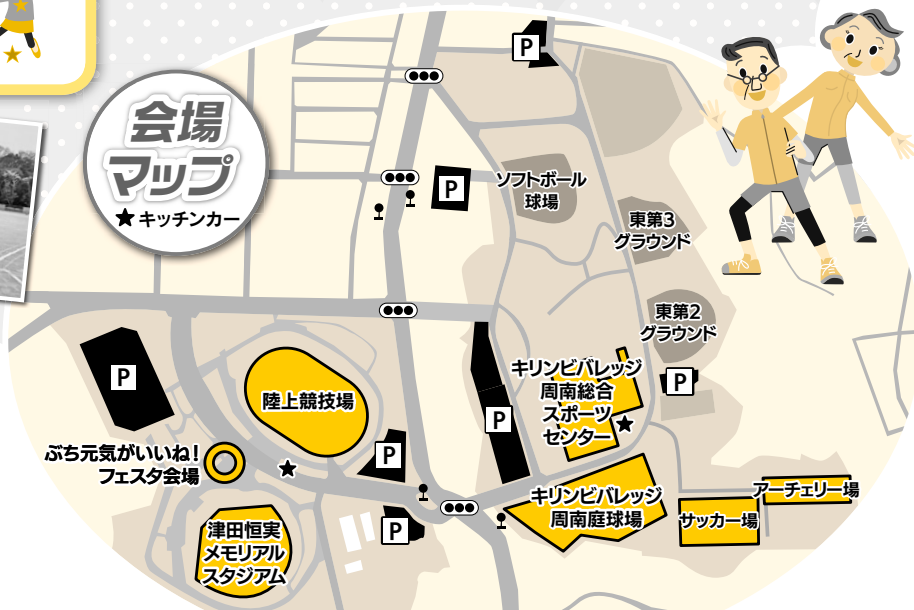 会場
マップ
★キッチンカー
P
P
ソフトボール
球場
東第3
グラウンド
東第2
グラウンド
P
陸上競技場
キリンビバレッジ
周南総合
スポーツ
センター
P
P
P
ぶち元気がいいね!
フェスタ会場
キリンビバレッジ
周南庭球場
アーチェリー場
サッカー場
P
津田恒実
メモリアル
スタジアム